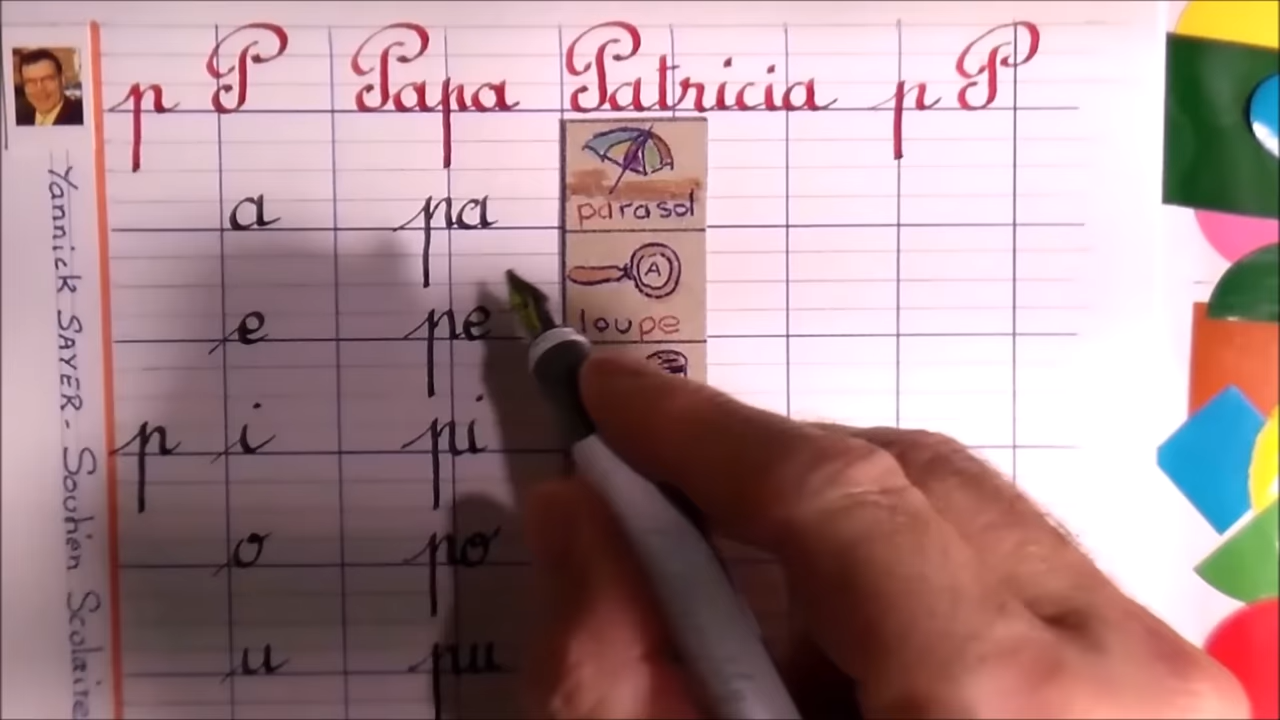 p P Papa Patricia p P
a pa parasol
A
e pe loupe
p i pi
o po
u pu
Yannick SAYER - Soutien Scolaire